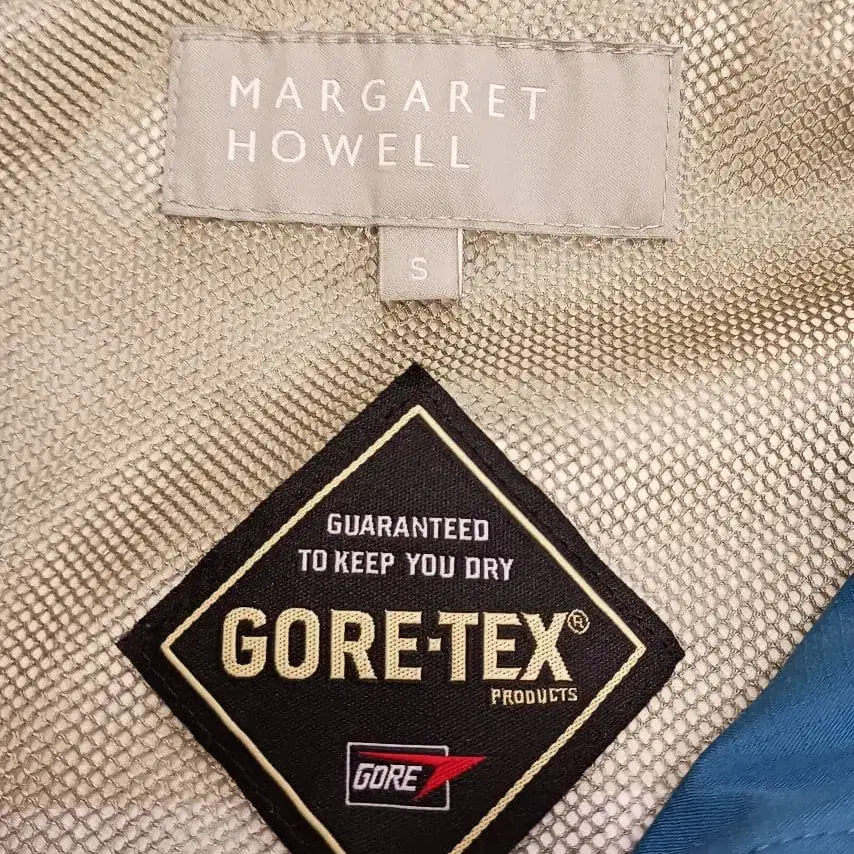 MARGARET
HOWELL
S
GUARANTEED
TO KEEP YOU DRY
GORE-TEX®
PRODUCTS
GORE